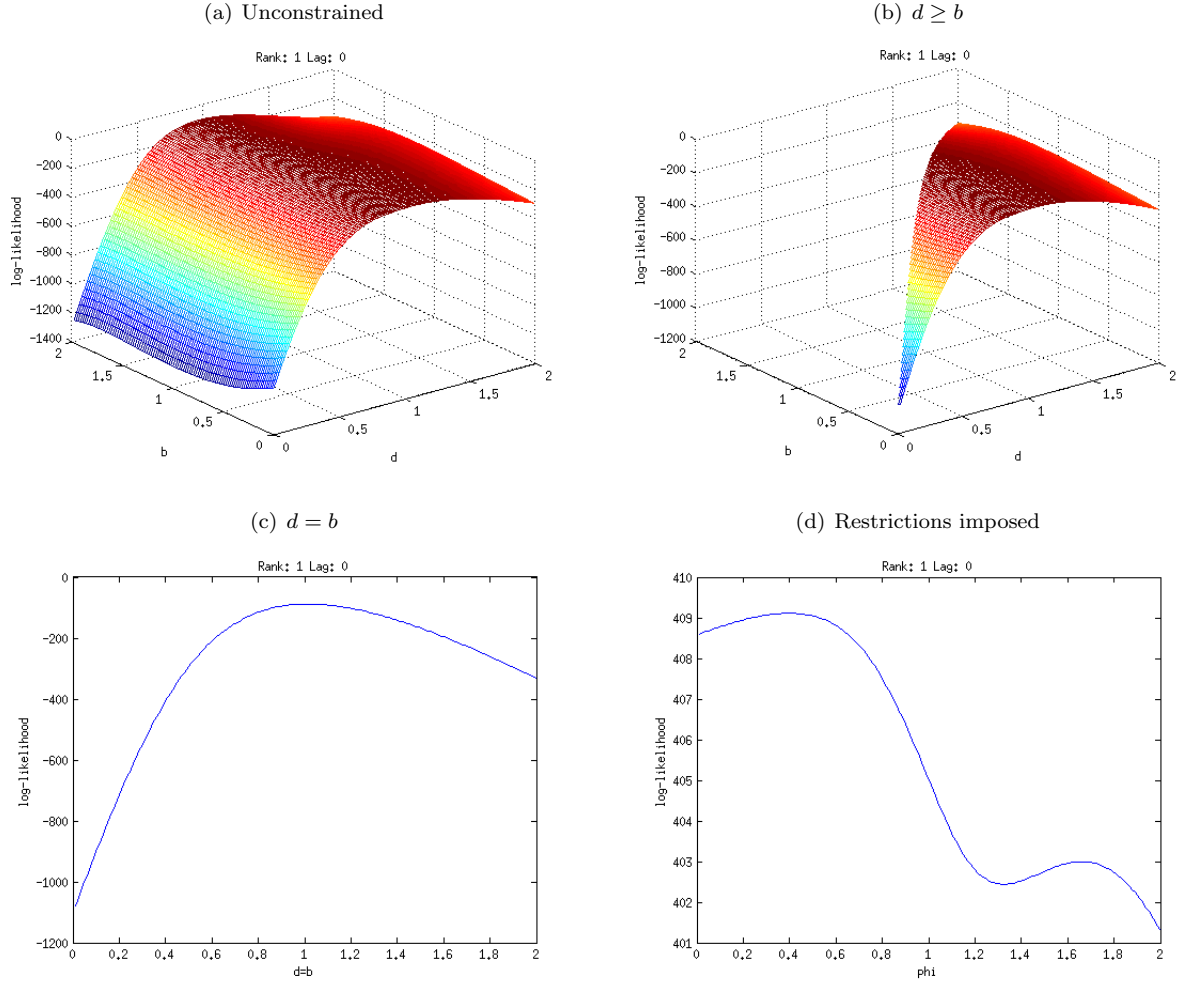 (a) Unconstrained
Rank: 1 Lag: 0
0
-200
-400
-600
-800
-1000
-1200
-1400
log-likelihood
2
1.5
1
0.5
0
b
0
0.5
1
1.5
2
d
(b) d ≥ b
Rank: 1 Lag: 0
0
-200
-400
-600
-800
-1000
-1200
log-likelihood
2
1.5
1
0.5
0
b
0
0.5
1
1.5
2
d
(c) d = b
Rank: 1 Lag: 0
0
-200
-400
-600
-800
-1000
-1200
log-likelihood
0 0.2 0.4 0.6 0.8 1 1.2 1.4 1.6 1.8 2
d=b
(d) Restrictions imposed
Rank: 1 Lag: 0
410
409
408
407
406
405
404
403
402
401
log-likelihood
0 0.2 0.4 0.6 0.8 1 1.2 1.4 1.6 1.8 2
phi